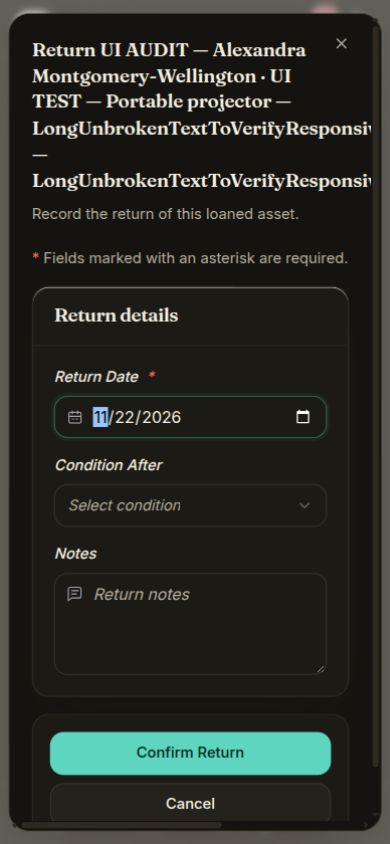 Return UI AUDIT — Alexandra
Montgomery-Wellington · UI
TEST — Portable projector —
LongUnbrokenTextToVerifyResponsiv
—
LongUnbrokenTextToVerifyResponsiv
Record the return of this loaned asset.
* Fields marked with an asterisk are required.
Return details
Return Date *
11/22/2026
Condition After
Select condition
Notes
Return notes
Confirm Return
Cancel